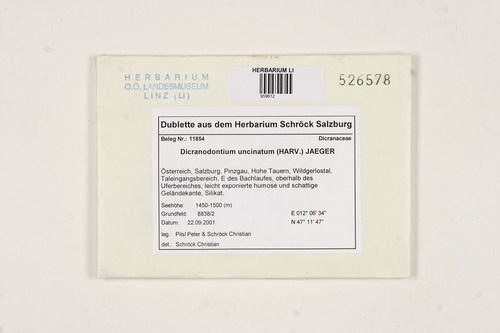 HERBARIUM
O.Ö. LANDESMUSEUM
LINZ (LI)
HERBARIUM LI
959612
526578
Dublette aus dem Herbarium Schröck Salzburg
Beleg Nr.: 11854 Dicranaceae
Dicranodontium uncinatum (HARV.) JAEGER
Österreich, Salzburg, Pinzgau, Hohe Tauern, Wildgerlostal,
Taleingangsbereich, E des Bachlaufes, oberhalb des
Uferbereiches, leicht exponierte humose und schattige
Geländekante, Silikat.
Seehöhe: 1450-1500 (m)
Grundfeld: 8838/2 E 012° 06' 34"
Datum: 22.09.2001 N 47° 11' 47"
leg.: Pilsl Peter & Schröck Christian
det.: Schröck Christian